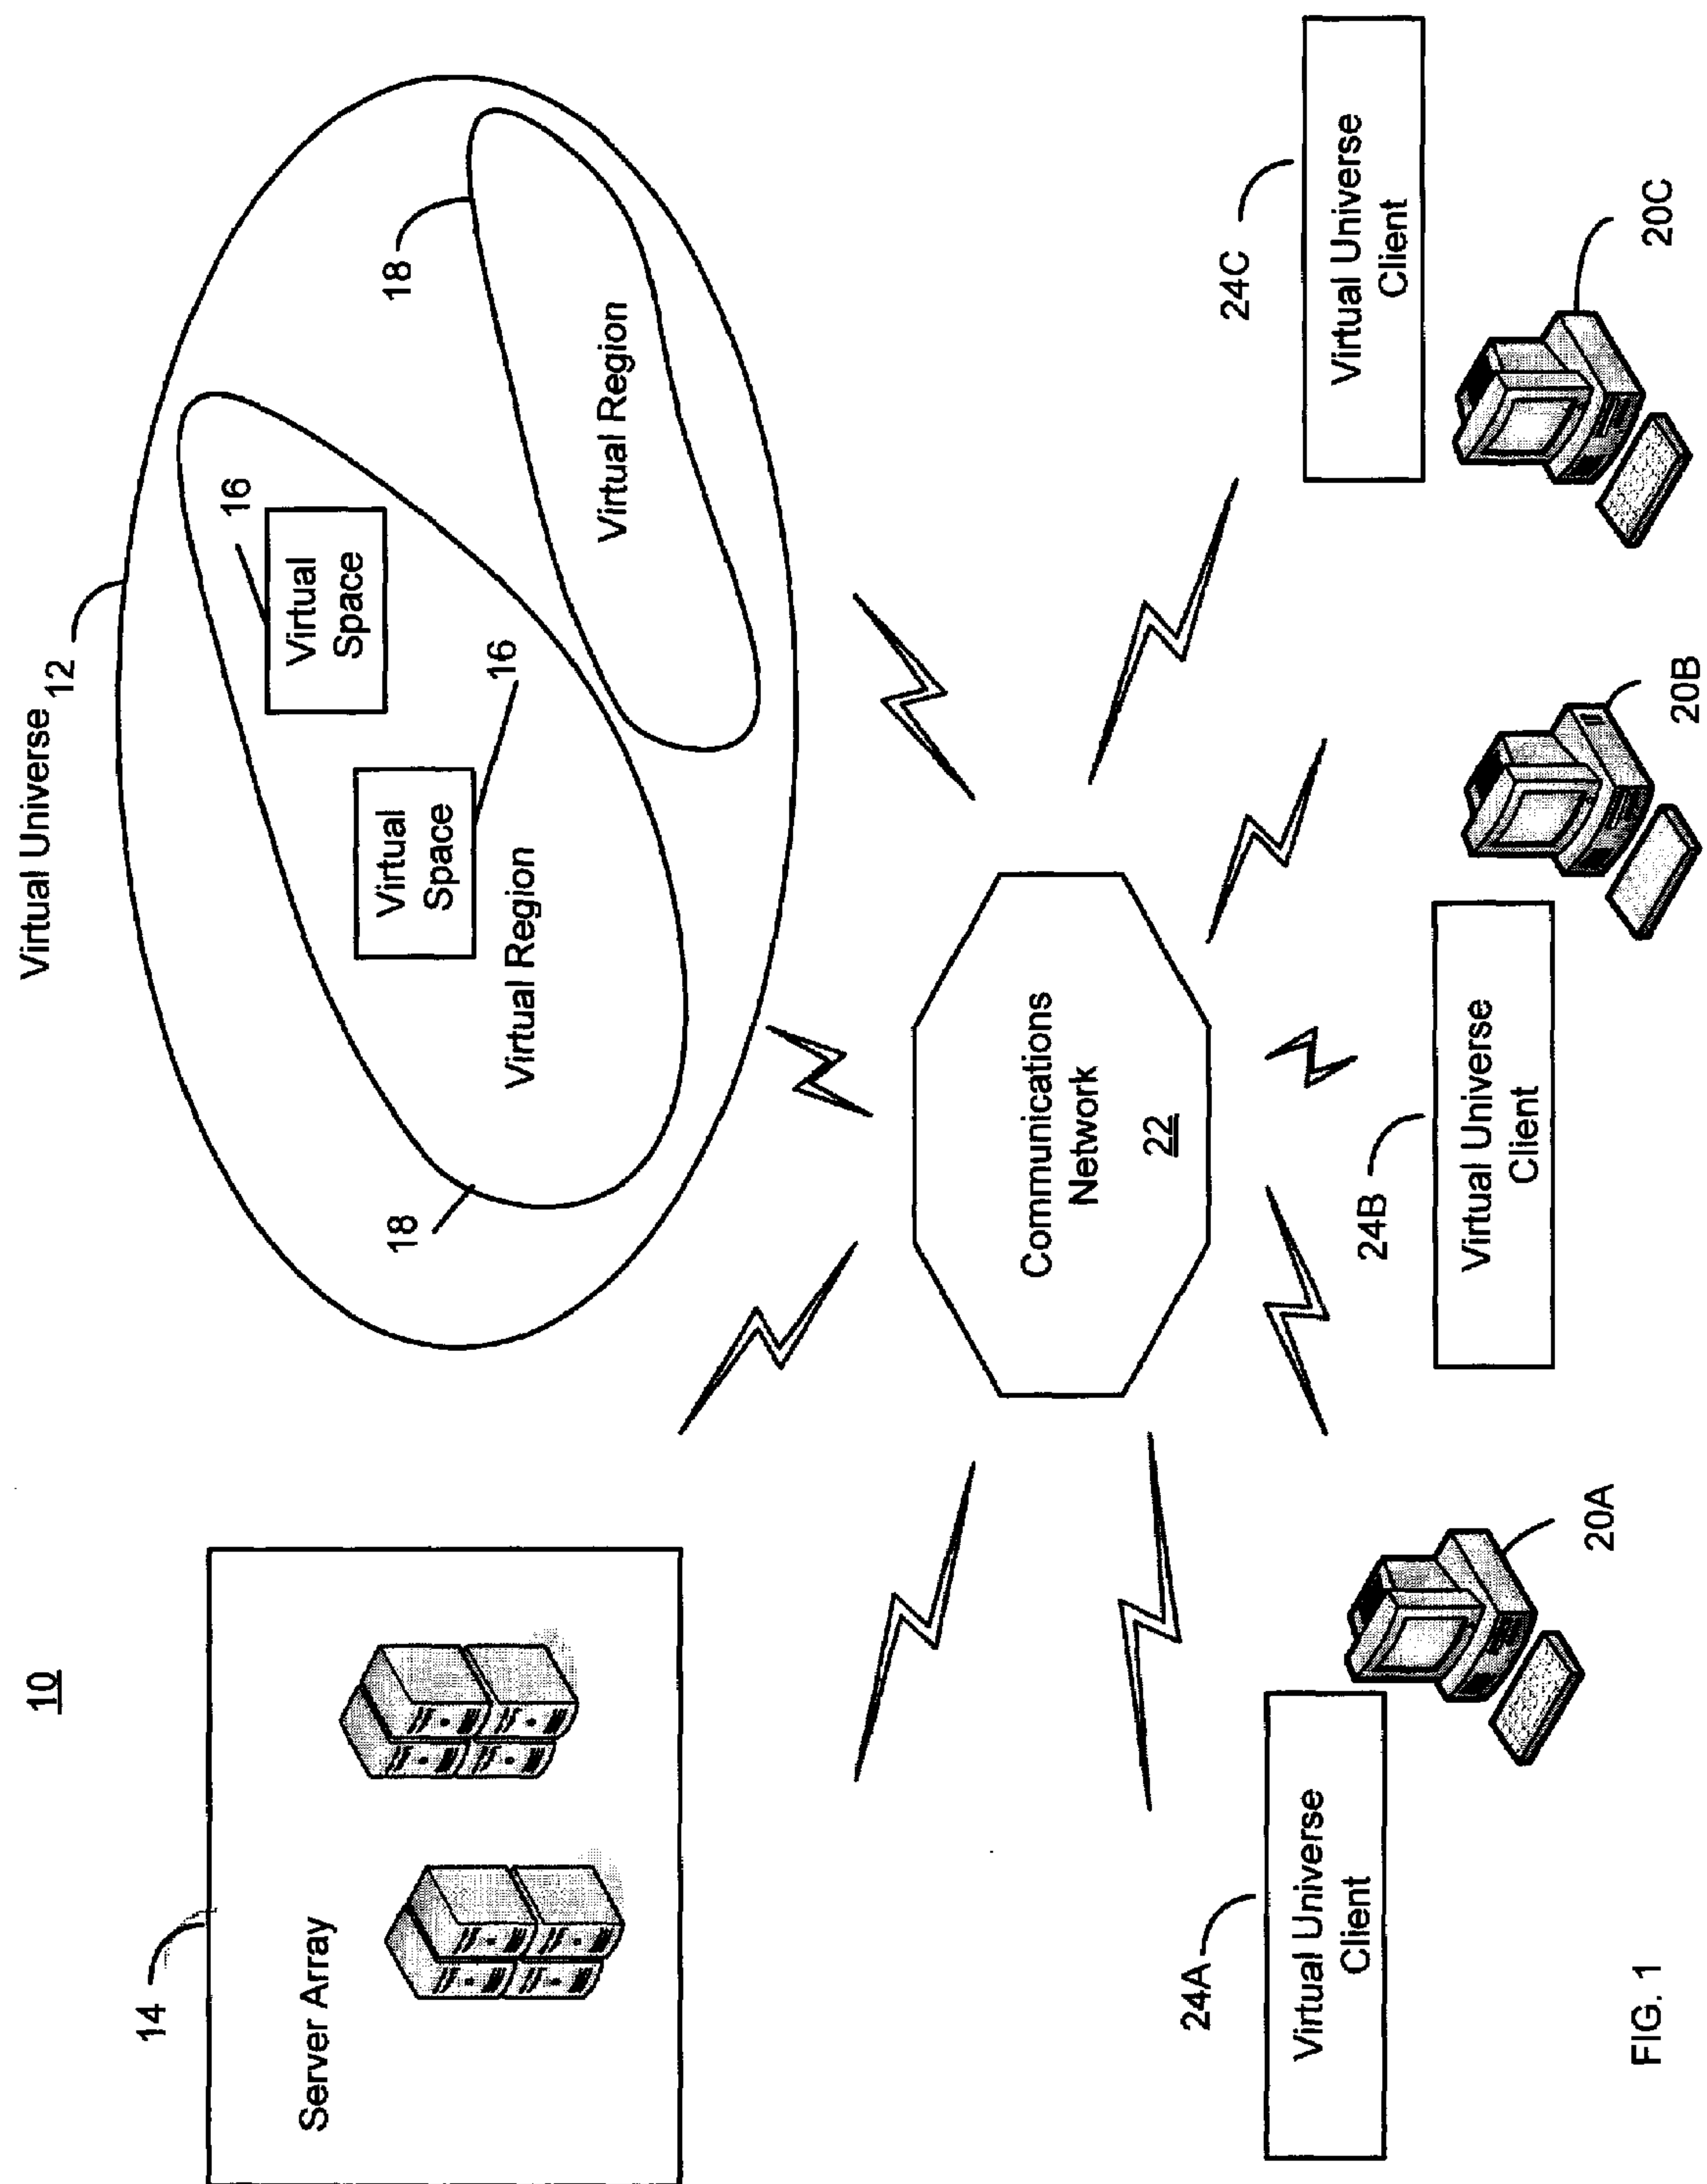 10
Virtual Universe
12
14
Server Array
16
Virtual
Space
16
Virtual
Space
Virtual Region
18
18
Virtual Region
Communications
Network
22
24A
Virtual Universe
Client
20A
24B
Virtual Universe
Client
20B
24C
Virtual Universe
Client
20C
FIG. 1